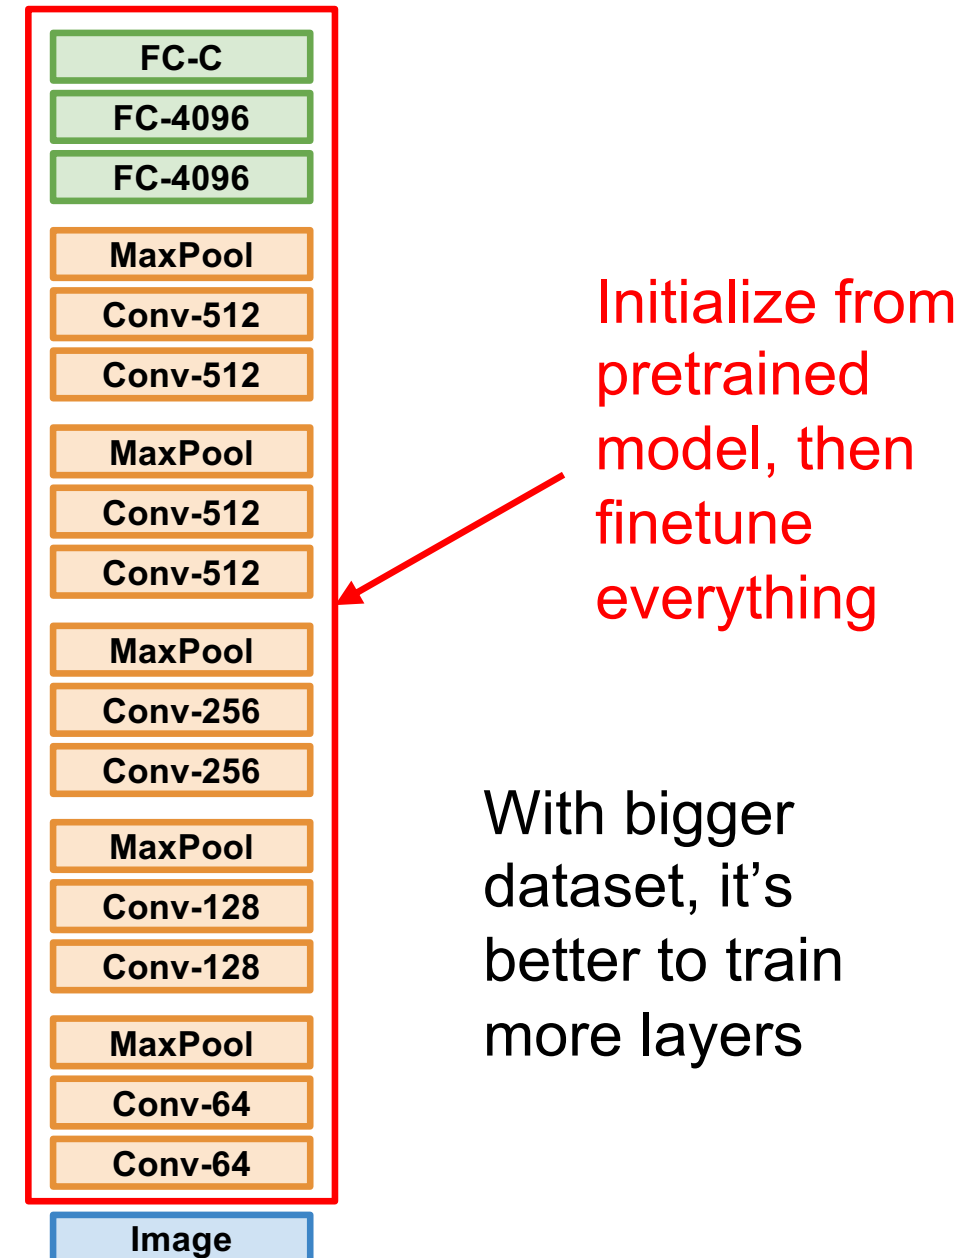 FC-C
FC-4096
FC-4096
MaxPool
Conv-512
Conv-512
MaxPool
Conv-512
Conv-512
MaxPool
Conv-256
Conv-256
MaxPool
Conv-128
Conv-128
MaxPool
Conv-64
Conv-64
Image
Initialize from
pretrained
model, then
finetune
everything
With bigger
dataset, it’s
better to train
more layers